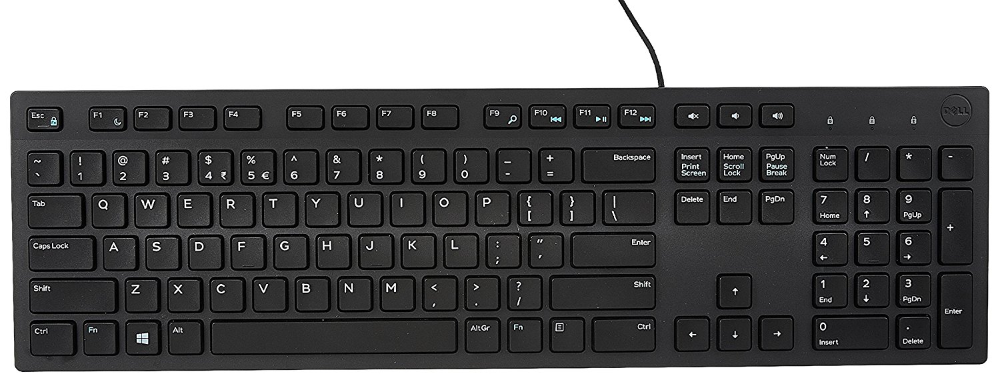 Esc Fn F1 F2 F3 F4 F5 F6 F7 F8 F9 F10 F11 F12 DELL
~ ! @ # $ % ^ & * ( ) _ + Backspace Insert Home PgUp Num / * -
` 1 2 3 4 ₹ 5 € 6 7 8 9 0 - = Print Scroll Pause Lock
Screen Lock Break
Tab Q W E R T Y U I O P { } | Delete End PgDn 7 8 9 +
[ ] \ Home ↑ PgUp
Caps Lock A S D F G H J K L : " Enter 4 5 6
; ' ← →
Shift Z X C V B N M < > ? Shift ↑ 1 2 3 Enter
, . / End ↓ PgDn
Ctrl Fn Alt AltGr Fn Ctrl ← ↓ → 0 .
Insert Delete